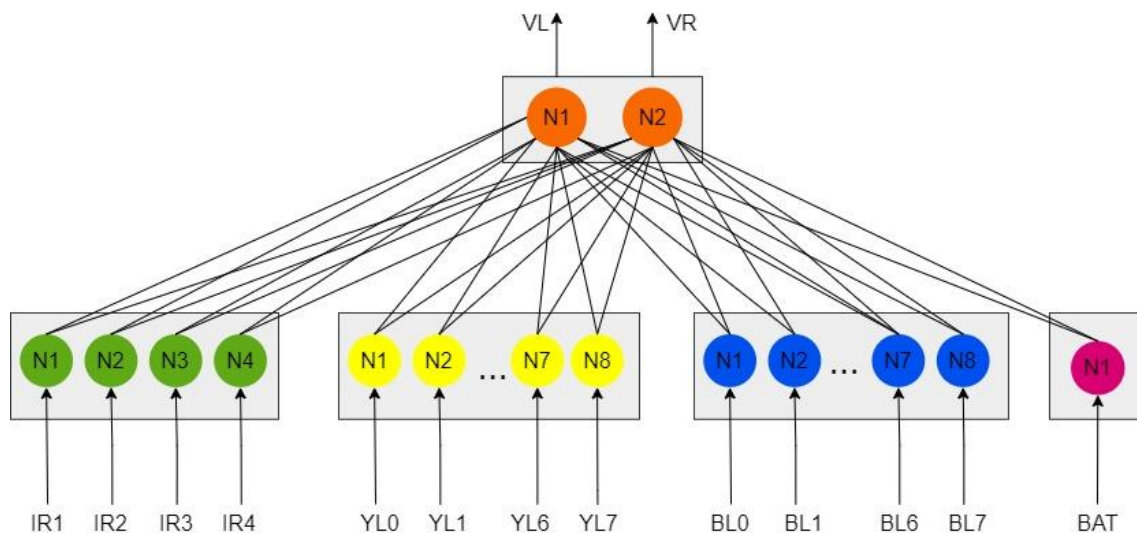 VL VR
N1 N2
N1 N2 N3 N4 N1 N2 ... N7 N8 N1 N2 ... N7 N8 N1
IR1 IR2 IR3 IR4 YL0 YL1 YL6 YL7 BL0 BL1 BL6 BL7 BAT